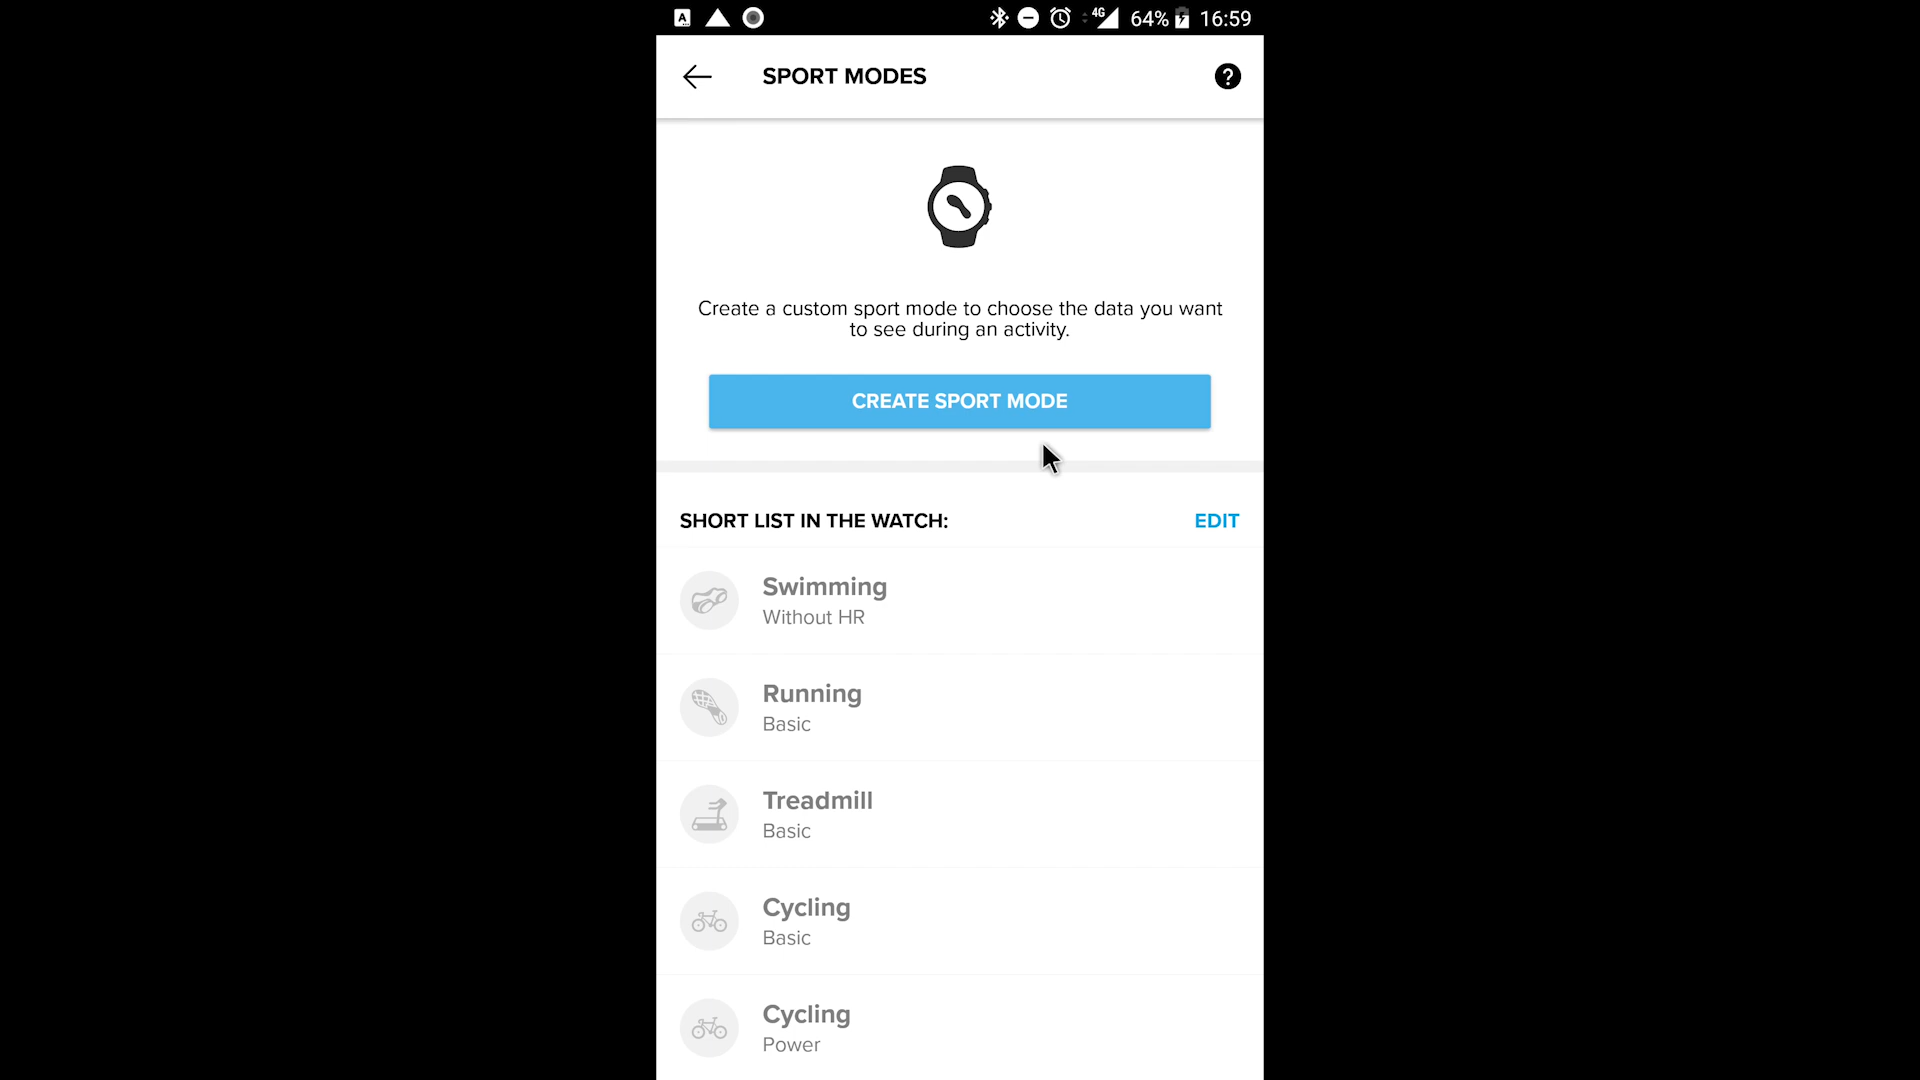 A
4G 64% 16:59
SPORT MODES
?
Create a custom sport mode to choose the data you want
to see during an activity.
CREATE SPORT MODE
SHORT LIST IN THE WATCH:
EDIT
Swimming
Without HR
Running
Basic
Treadmill
Basic
Cycling
Basic
Cycling
Power